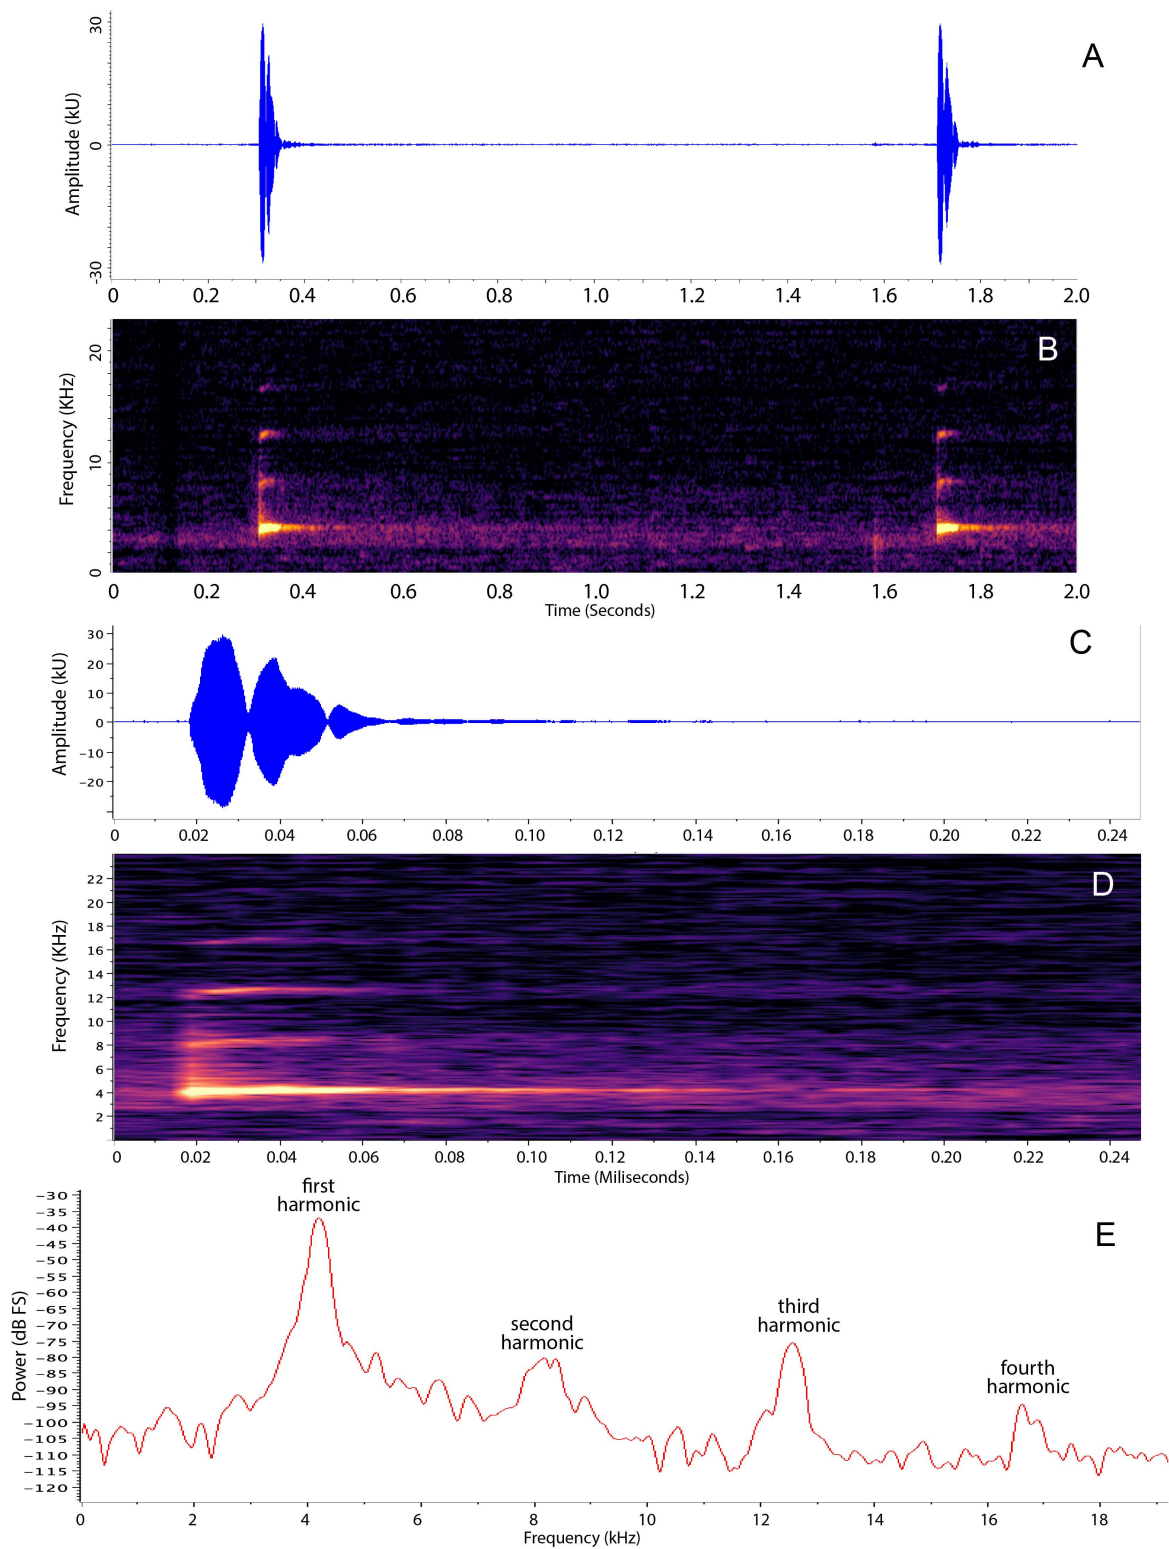 A
Amplitude (kU)
30
0
-30
0 0.2 0.4 0.6 0.8 1.0 1.2 1.4 1.6 1.8 2.0
B
Frequency (KHz)
20
10
0
0 0.2 0.4 0.6 0.8 1.0 1.2 1.4 1.6 1.8 2.0
Time (Seconds)
C
Amplitude (kU)
30
20
10
0
-10
-20
0 0.02 0.04 0.06 0.08 0.10 0.12 0.14 0.16 0.18 0.20 0.22 0.24
D
Frequency (KHz)
22
20
18
16
14
12
10
8
6
4
2
0 0.02 0.04 0.06 0.08 0.10 0.12 0.14 0.16 0.18 0.20 0.22 0.24
Time (Miliseconds)
E
Power (dB FS)
-30
-35
-40
-45
-50
-55
-60
-65
-70
-75
-80
-85
-90
-95
-100
-105
-110
-115
-120
first
harmonic
second
harmonic
third
harmonic
fourth
harmonic
0 2 4 6 8 10 12 14 16 18
Frequency (kHz)